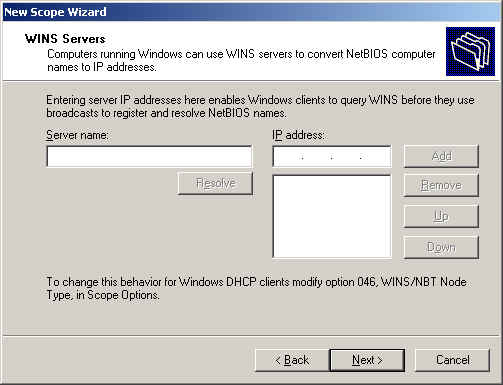 New Scope Wizard
WINS Servers
Computers running Windows can use WINS servers to convert NetBIOS computer
names to IP addresses.
Entering server IP addresses here enables Windows clients to query WINS before they use
broadcasts to register and resolve NetBIOS names.
Server name:
IP address:
. . .
Add
Resolve
Remove
Up
Down
To change this behavior for Windows DHCP clients modify option 046, WINS/NBT Node
Type, in Scope Options.
< Back
Next >
Cancel